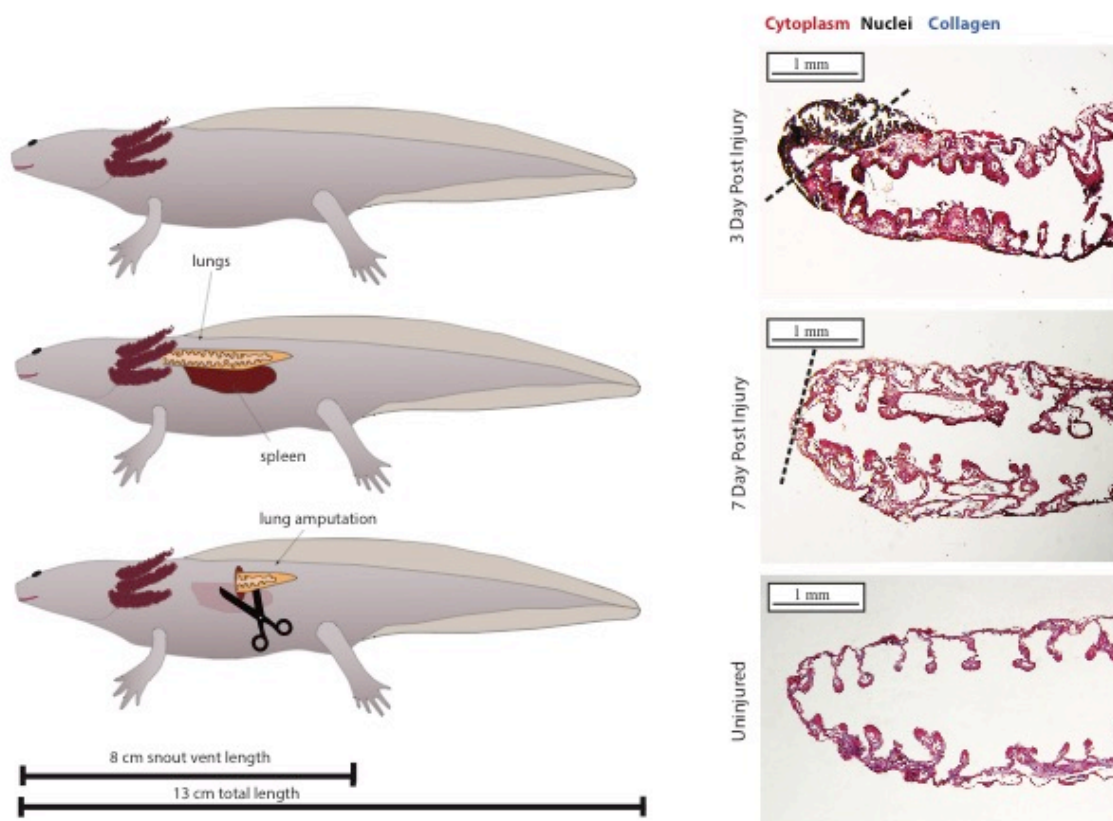 lungs
spleen
lung amputation
8 cm snout vent length
13 cm total length
Cytoplasm Nuclei Collagen
1 mm
3 Day Post Injury
1 mm
7 Day Post Injury
1 mm
Uninjured